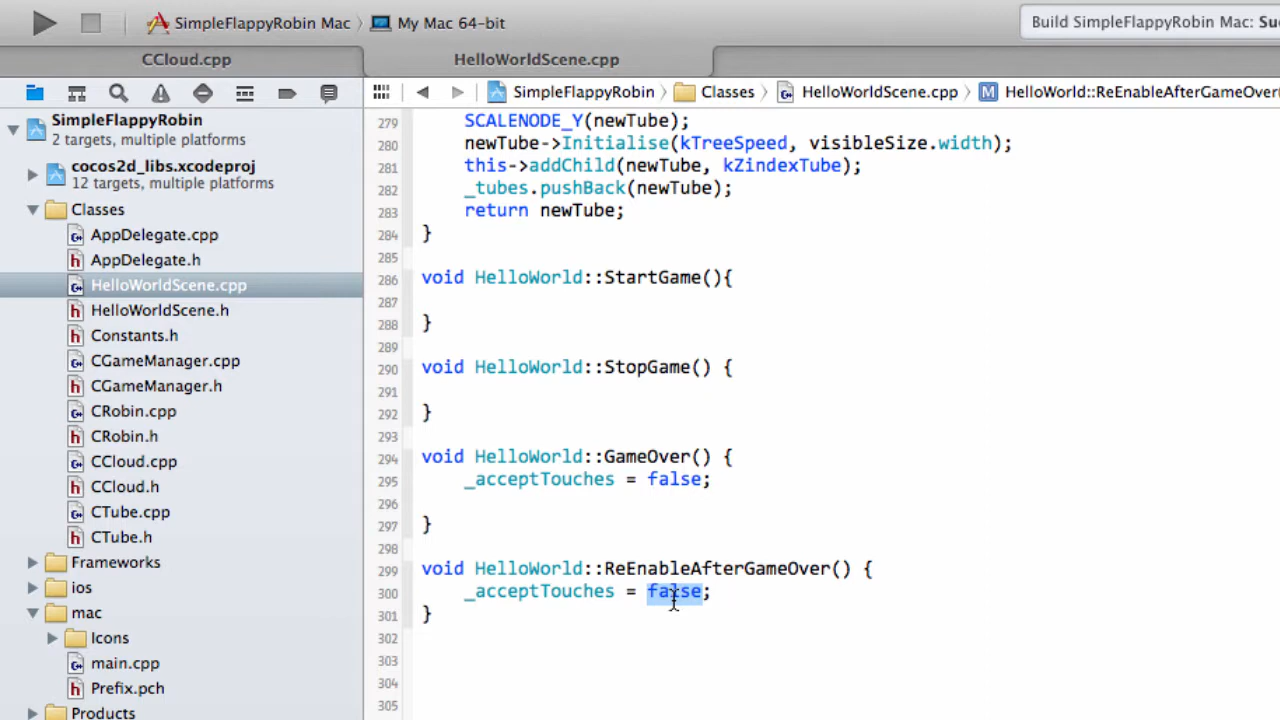 SimpleFlappyRobin Mac
My Mac 64-bit
Build SimpleFlappyRobin Mac: Suc
CCloud.cpp
HelloWorldScene.cpp
SimpleFlappyRobin
Classes
HelloWorldScene.cpp
M
HelloWorld::ReEnableAfterGameOver(
SimpleFlappyRobin
2 targets, multiple platforms
cocos2d_libs.xcodeproj
12 targets, multiple platforms
Classes
AppDelegate.cpp
AppDelegate.h
HelloWorldScene.cpp
HelloWorldScene.h
Constants.h
CGameManager.cpp
CGameManager.h
CRobin.cpp
CRobin.h
CCloud.cpp
CCloud.h
CTube.cpp
CTube.h
Frameworks
ios
mac
Icons
main.cpp
Prefix.pch
Products
279 SCALENODE_Y(newTube);
280 newTube->Initialise(kTreeSpeed, visibleSize.width);
281 this->addChild(newTube, kZindexTube);
282 _tubes.pushBack(newTube);
283 return newTube;
284 }
285
286 void HelloWorld::StartGame(){
287
288 }
289
290 void HelloWorld::StopGame() {
291
292 }
293
294 void HelloWorld::GameOver() {
295 _acceptTouches = false;
296
297 }
298
299 void HelloWorld::ReEnableAfterGameOver() {
300 _acceptTouches = false;
301 }
302
303
304
305